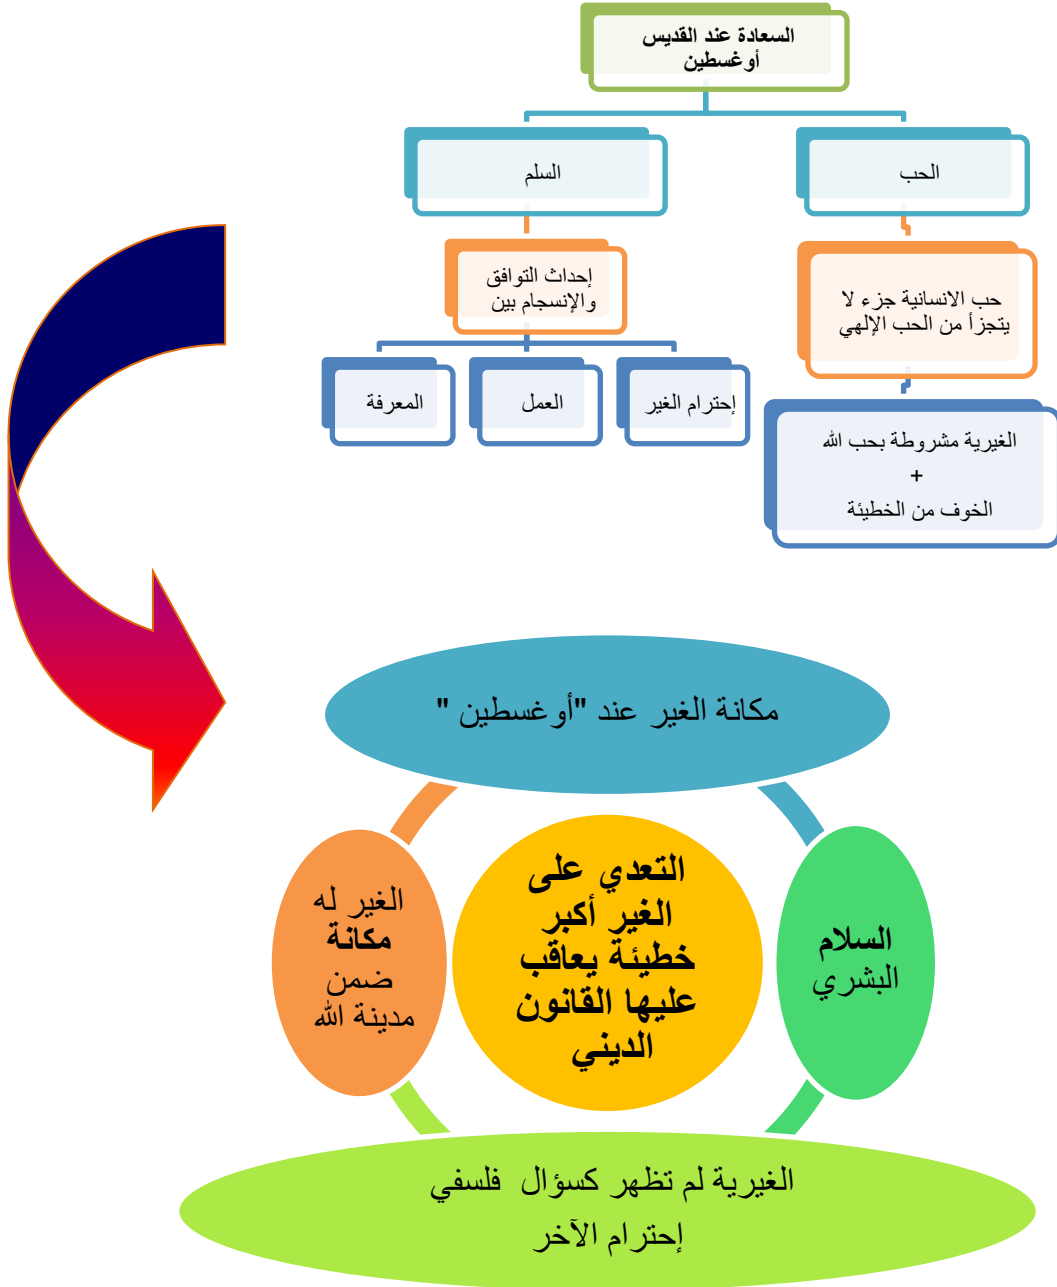 السعادة عند القديس
أوغسطين
الحب
السلم
حب الانسانية جزء لا
يتجزأ من الحب الإلهي
إحداث التوافق
والإنسجام بين
الغيرية مشروطة بحب الله
+
الخوف من الخطيئة
إحترام الغير
العمل
المعرفة
مكانة الغير عند "أوغسطين "
السلام
البشري
التعدي على
الغير أكبر
خطيئة يعاقب
عليها القانون
الديني
الغير له
مكانة
ضمن
مدينة الله
الغيرية لم تظهر كسؤال  فلسفي
إحترام الآخر